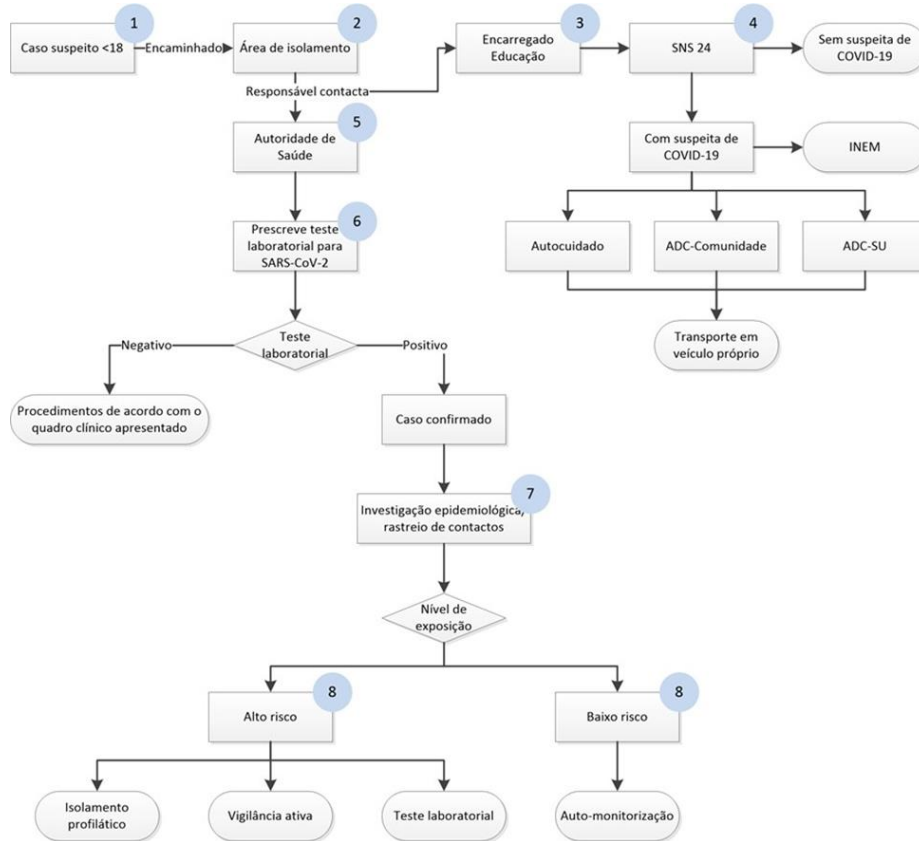 1
2
3
4
Caso suspeito <18
Encaminhado
Área de isolamento
Encarregado
Educação
SNS 24
Sem suspeita de
COVID-19
Responsável contacta
5
Autoridade de
Saúde
Com suspeita de
COVID-19
INEM
6
Prescreve teste
laboratorial para
SARS-CoV-2
Autocuidado
ADC-Comunidade
ADC-SU
Negativo
Teste
laboratorial
Positivo
Transporte em
veículo próprio
Procedimentos de acordo com o
quadro clínico apresentado
Caso confirmado
7
Investigação epidemiológica/
rastreio de contactos
Nível de
exposição
8
8
Alto risco
Baixo risco
Isolamento
profilático
Vigilância ativa
Teste laboratorial
Auto-monitorização